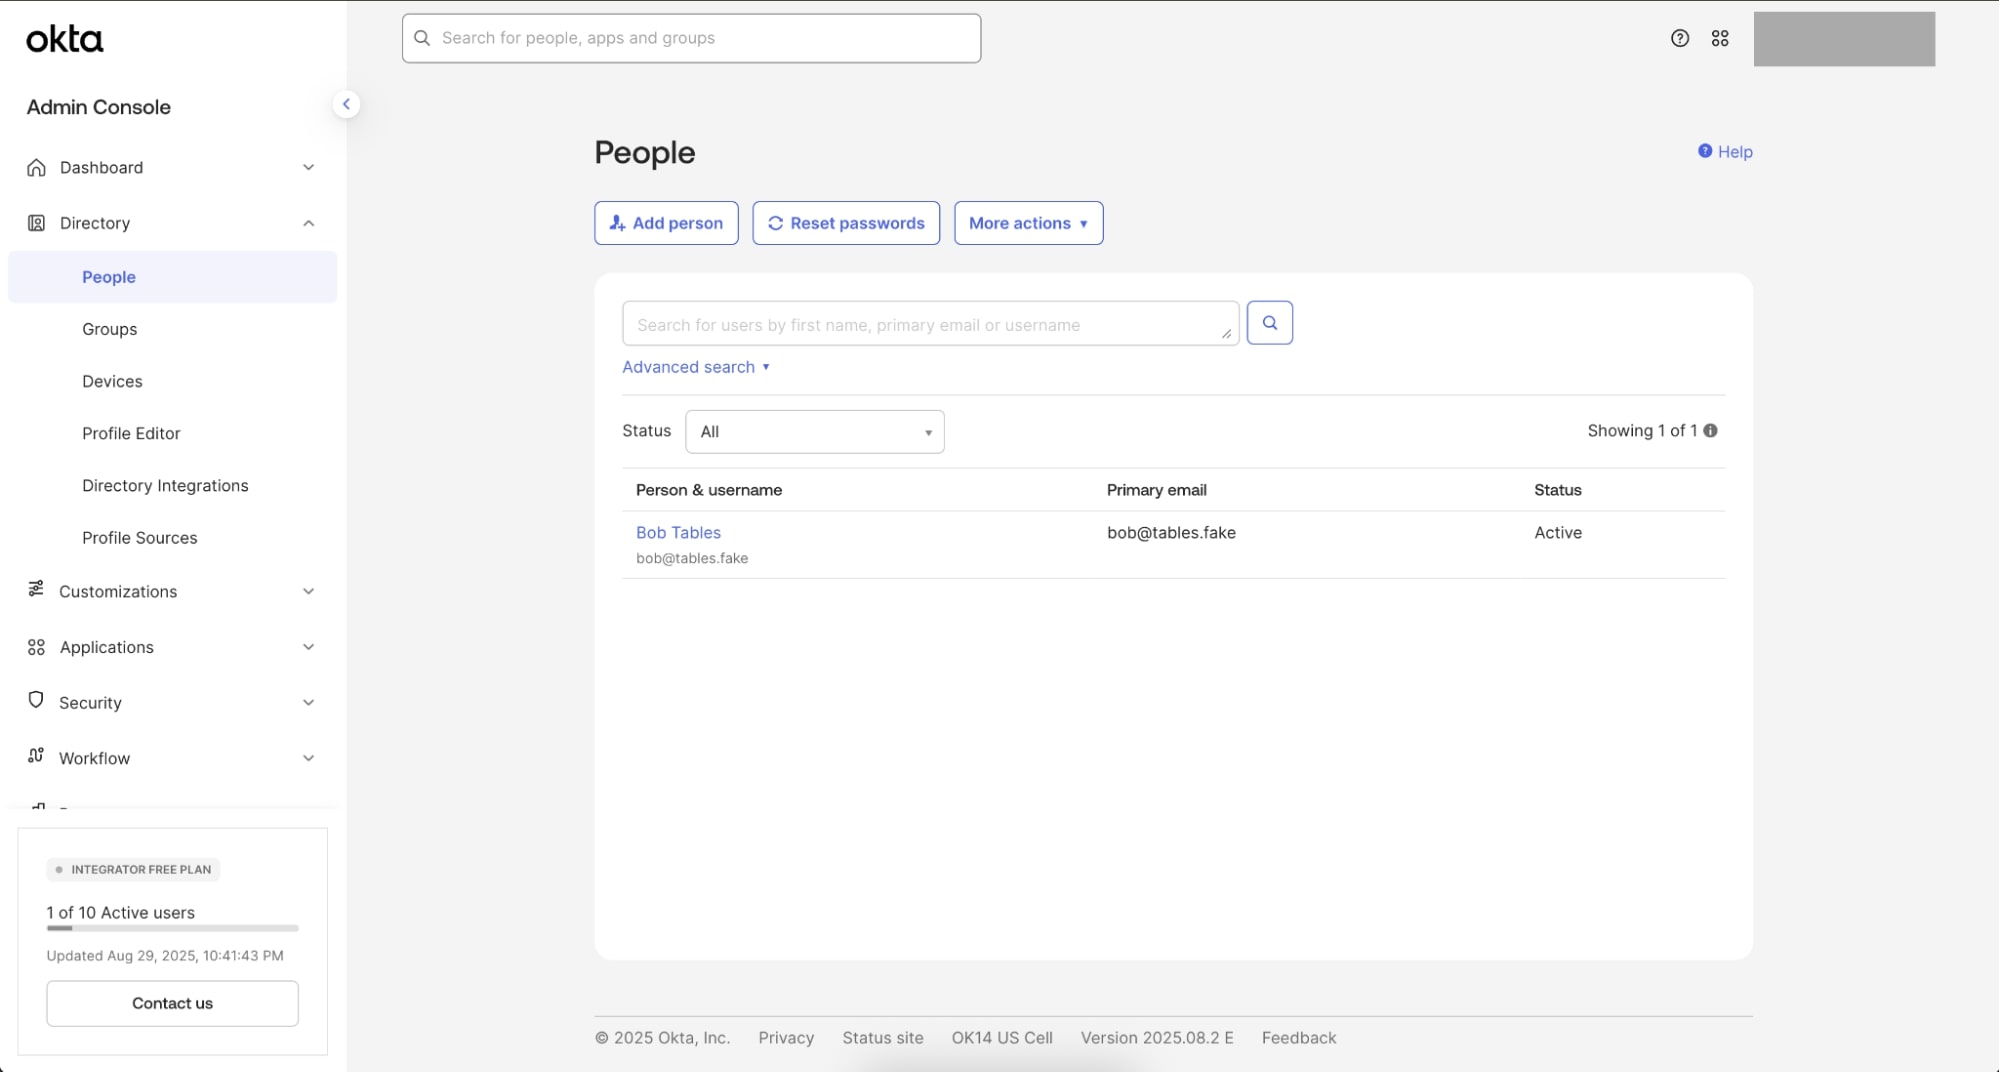 okta
Search for people, apps and groups
Admin Console
Dashboard
Directory
People
Groups
Devices
Profile Editor
Directory Integrations
Profile Sources
Customizations
Applications
Security
Workflow
INTEGRATOR FREE PLAN
1 of 10 Active users
Updated Aug 29, 2025, 10:41:43 PM
Contact us
People
Help
Add person
Reset passwords
More actions
Search for users by first name, primary email or username
Advanced search
Status All
Showing 1 of 1
Person & username Primary email Status
Bob Tables bob@tables.fake Active
bob@tables.fake
© 2025 Okta, Inc. Privacy Status site OK14 US Cell Version 2025.08.2 E Feedback